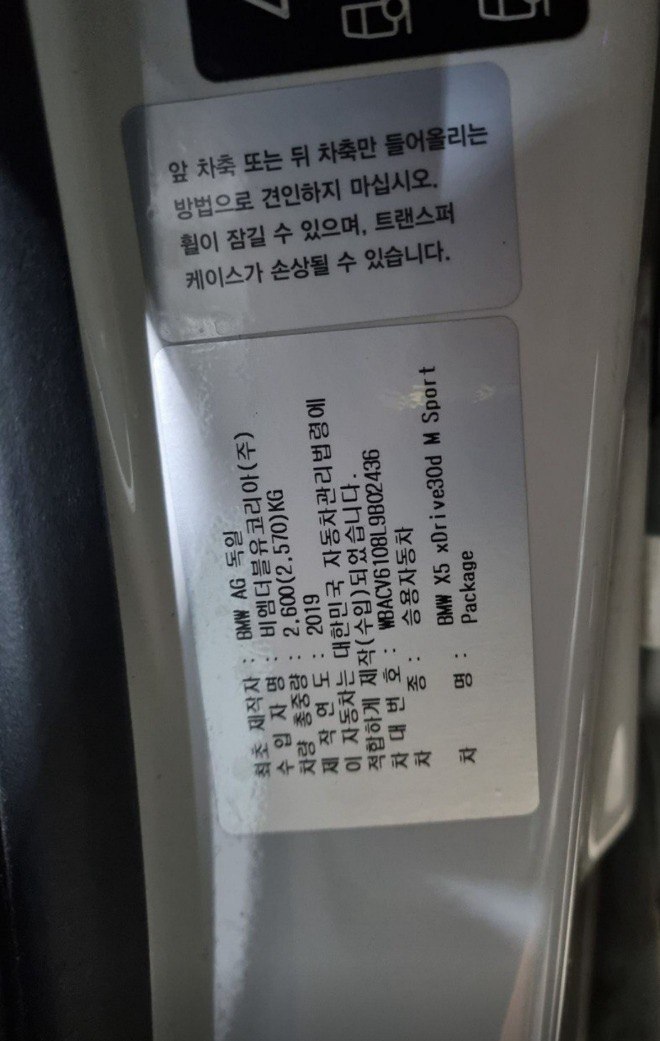 앞 차축 또는 뒤 차축만 들어올리는
방법으로 견인하지 마십시오.
휠이 잠길 수 있으며, 트랜스퍼
케이스가 손상될 수 있습니다.
최초 제작자 : BMW AG 독일
수 입 자 명 : 비엠더블유코리아(주)
차량 총중량 : 2,600(2,570)KG
제 작 연 도 : 2019
이 자동차는 대한민국 자동차관리법령에
적합하게 제작(수입)되었습니다.
차 대 번 호 : WBACV6108L9B02436
차 종 : 승용자동차
차 명 : BMW X5 xDrive30d M Sport
Package